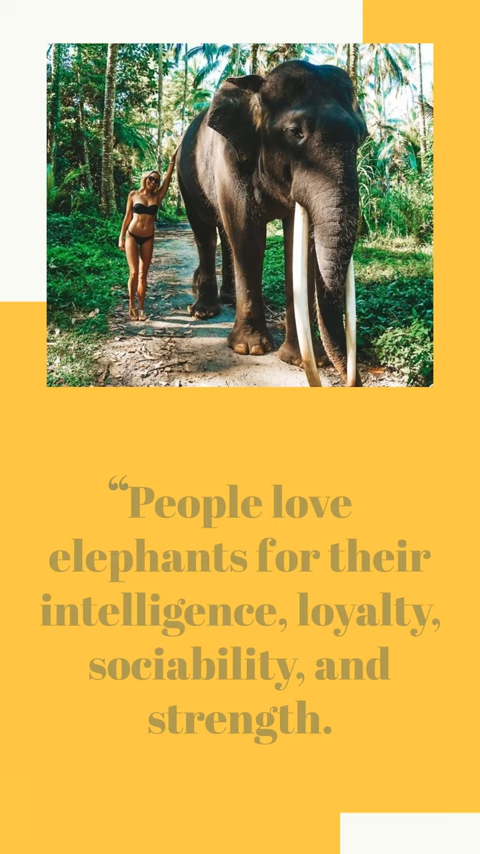 “People love
elephants for their
intelligence, loyalty,
sociability, and
strength.